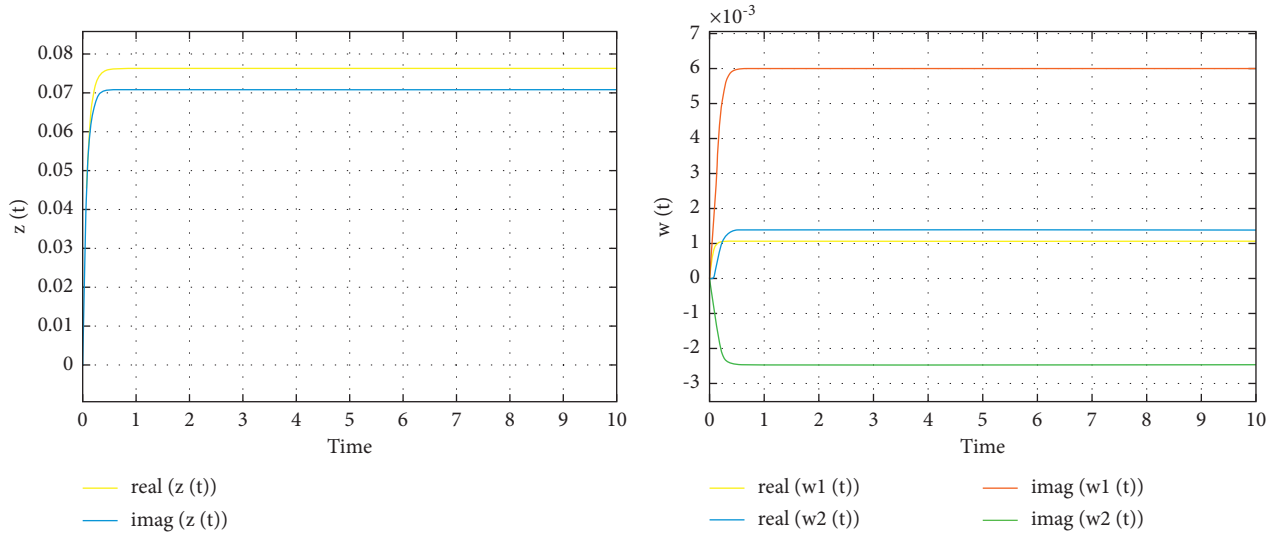 0.08
0.07
0.06
0.05
0.04
0.03
0.02
0.01
0
z (t)
0 1 2 3 4 5 6 7 8 9 10
Time
real (z (t))
imag (z (t))
×10-3
7
6
5
4
3
2
1
0
-1
-2
-3
w (t)
0 1 2 3 4 5 6 7 8 9 10
Time
real (w1 (t))
real (w2 (t))
imag (w1 (t))
imag (w2 (t))